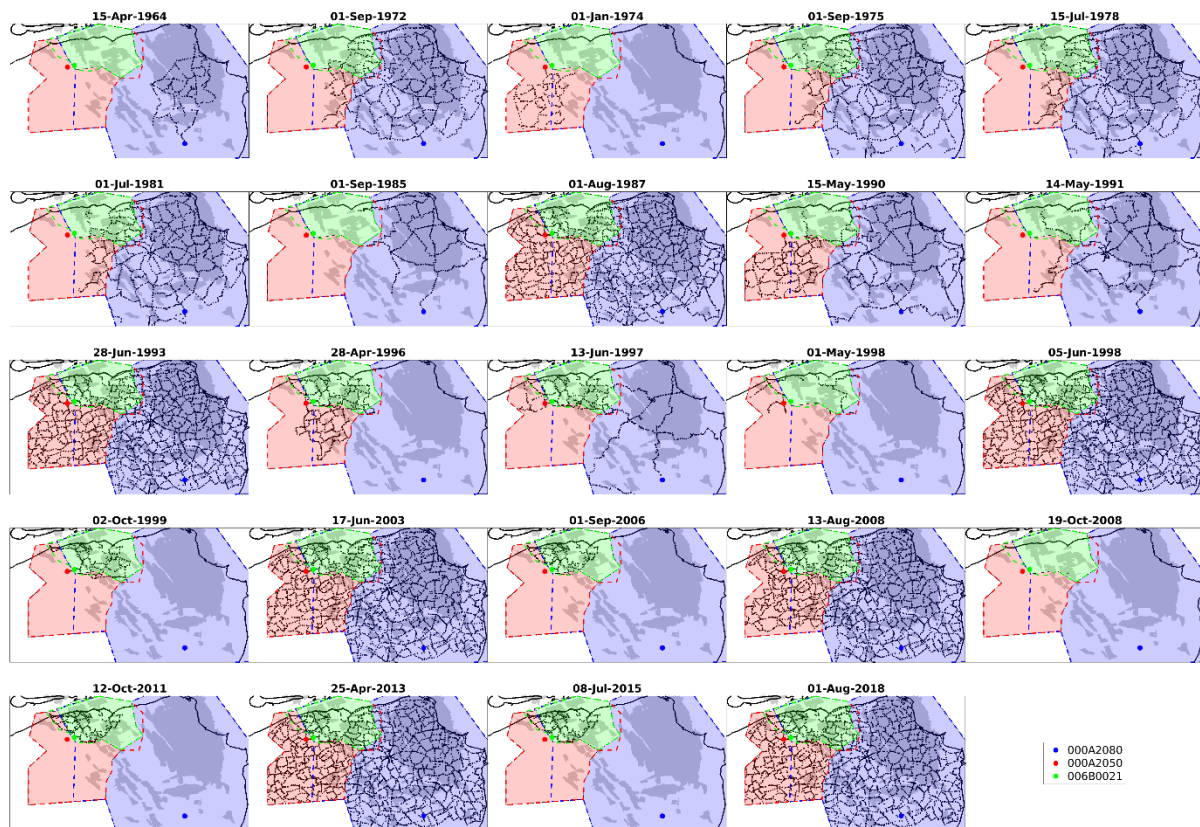 15-Apr-1964
01-Sep-1972
01-Jan-1974
01-Sep-1975
15-Jul-1978
01-Jul-1981
01-Sep-1985
01-Aug-1987
15-May-1990
14-May-1991
28-Jun-1993
28-Apr-1996
13-Jun-1997
01-May-1998
05-Jun-1998
02-Oct-1999
17-Jun-2003
01-Sep-2006
13-Aug-2008
19-Oct-2008
12-Oct-2011
25-Apr-2013
08-Jul-2015
01-Aug-2018
000A2080
000A2050
006B0021